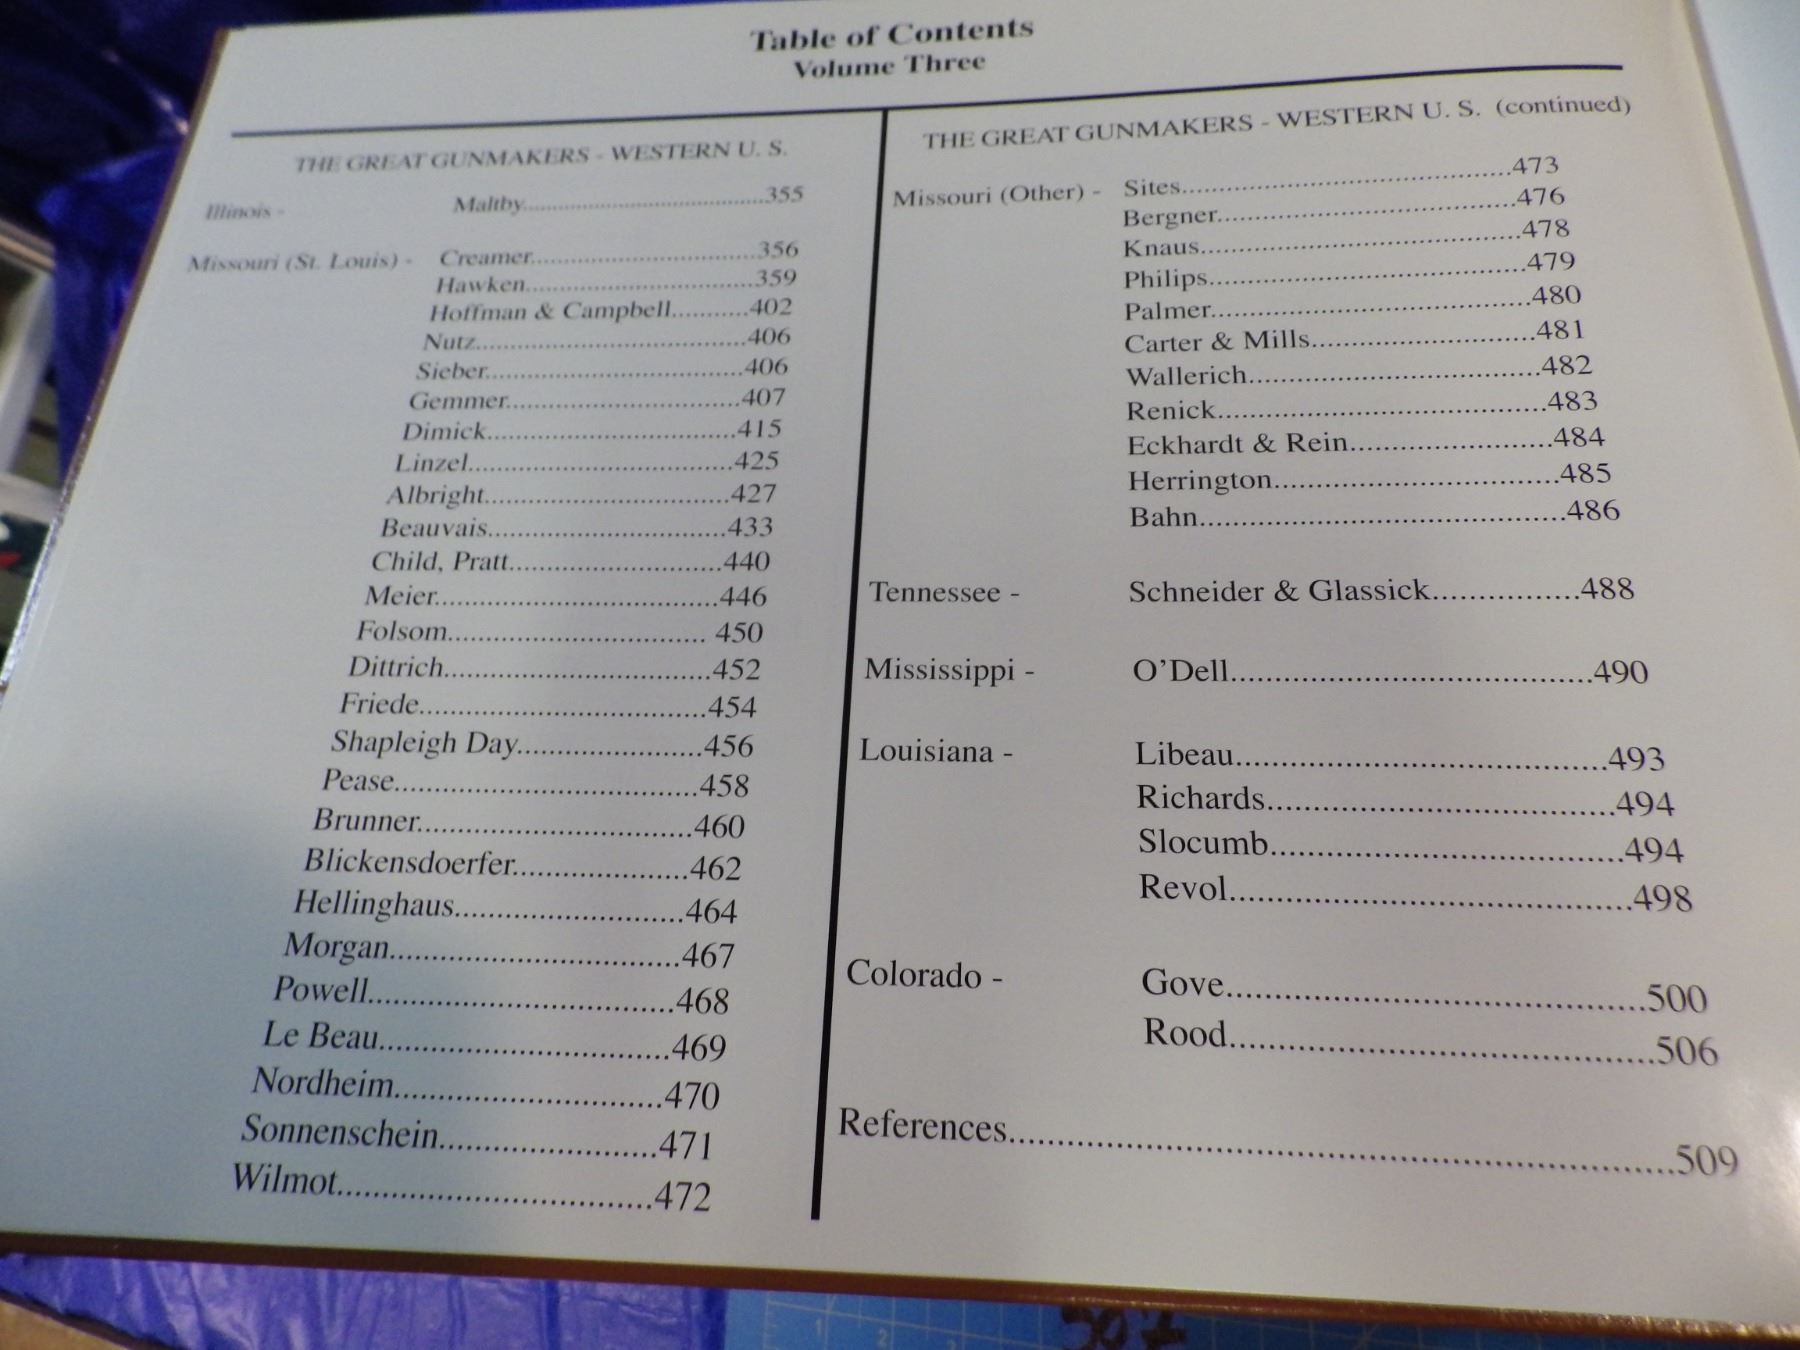 Table of Contents
Volume Three
THE GREAT GUNMAKERS - WESTERN U. S.
Illinois - Maltby........................................355
Missouri (St. Louis) - Creamer..................................356
Hawken..................................359
Hoffman & Campbell...........402
Nutz.......................................406
Sieber.....................................406
Gemmer..................................407
Dimick....................................415
Linzel.....................................425
Albright...................................427
Beauvais..................................433
Child, Pratt..............................440
Meier.......................................446
Folsom.................................... 450
Dittrich....................................452
Friede......................................454
Shapleigh Day.........................456
Pease.......................................458
Brunner...................................460
Blickensdoerfer......................462
Hellinghaus............................464
Morgan...................................467
Powell.....................................468
Le Beau...................................469
Nordheim................................470
Sonnenschein.........................471
Wilmot....................................472
THE GREAT GUNMAKERS - WESTERN U. S. (continued)
Missouri (Other) - Sites..........................................473
Bergner.....................................476
Knaus.......................................478
Philips......................................479
Palmer......................................480
Carter & Mills..........................481
Wallerich.................................482
Renick......................................483
Eckhardt & Rein......................484
Herrington................................485
Bahn.........................................486
Tennessee - Schneider & Glassick................488
Mississippi - O'Dell.......................................490
Louisiana - Libeau.......................................493
Richards....................................494
Slocumb....................................494
Revol.........................................498
Colorado - Gove.........................................500
Rood.........................................506
References.......................................................................509
1 2